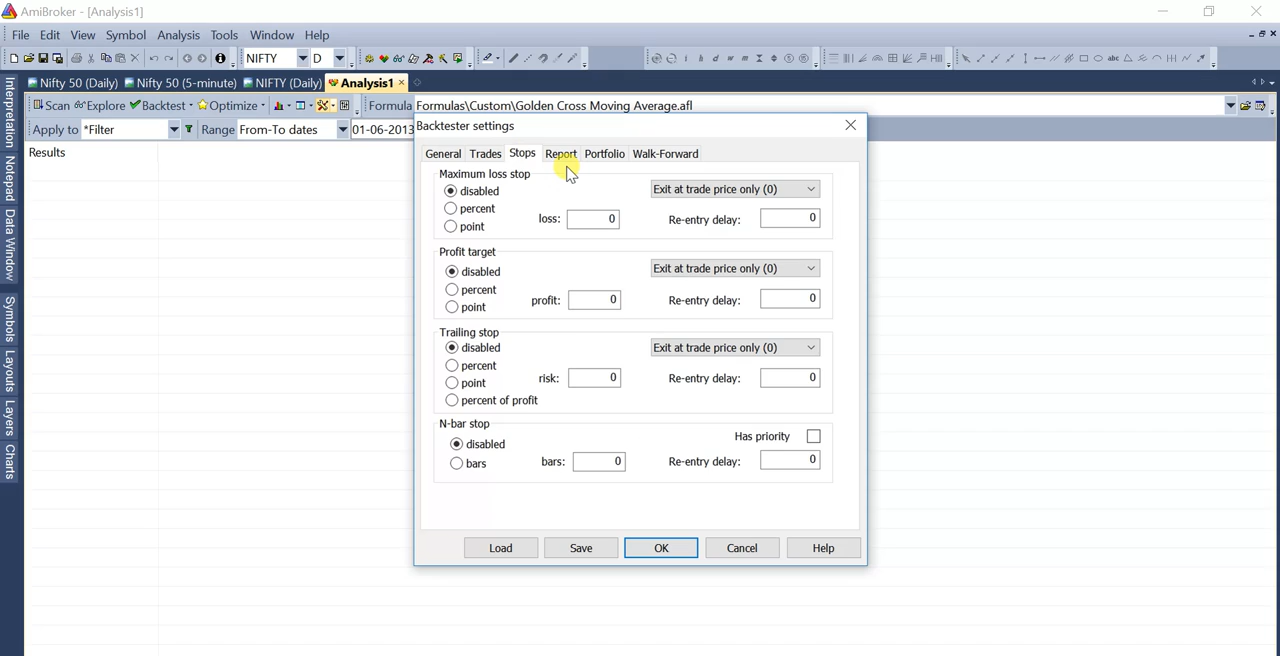 AmiBroker - [Analysis1]
File Edit View Symbol Analysis Tools Window Help
NIFTY D
Nifty 50 (Daily) Nifty 50 (5-minute) NIFTY (Daily) Analysis1
Scan Explore Backtest Optimize Formula Formulas\Custom\Golden Cross Moving Average.afl
Apply to *Filter Range From-To dates 01-06-2013
Results
Interpretation
Notepad
Data Window
Symbols
Layouts
Layers
Charts
Backtester settings
General Trades Stops Report Portfolio Walk-Forward
Maximum loss stop
disabled Exit at trade price only (0)
percent
loss: 0 Re-entry delay: 0
point
Profit target
disabled Exit at trade price only (0)
percent
profit: 0 Re-entry delay: 0
point
Trailing stop
disabled Exit at trade price only (0)
percent
risk: 0 Re-entry delay: 0
point
percent of profit
N-bar stop
disabled Has priority
bars bars: 0 Re-entry delay: 0
Load Save OK Cancel Help